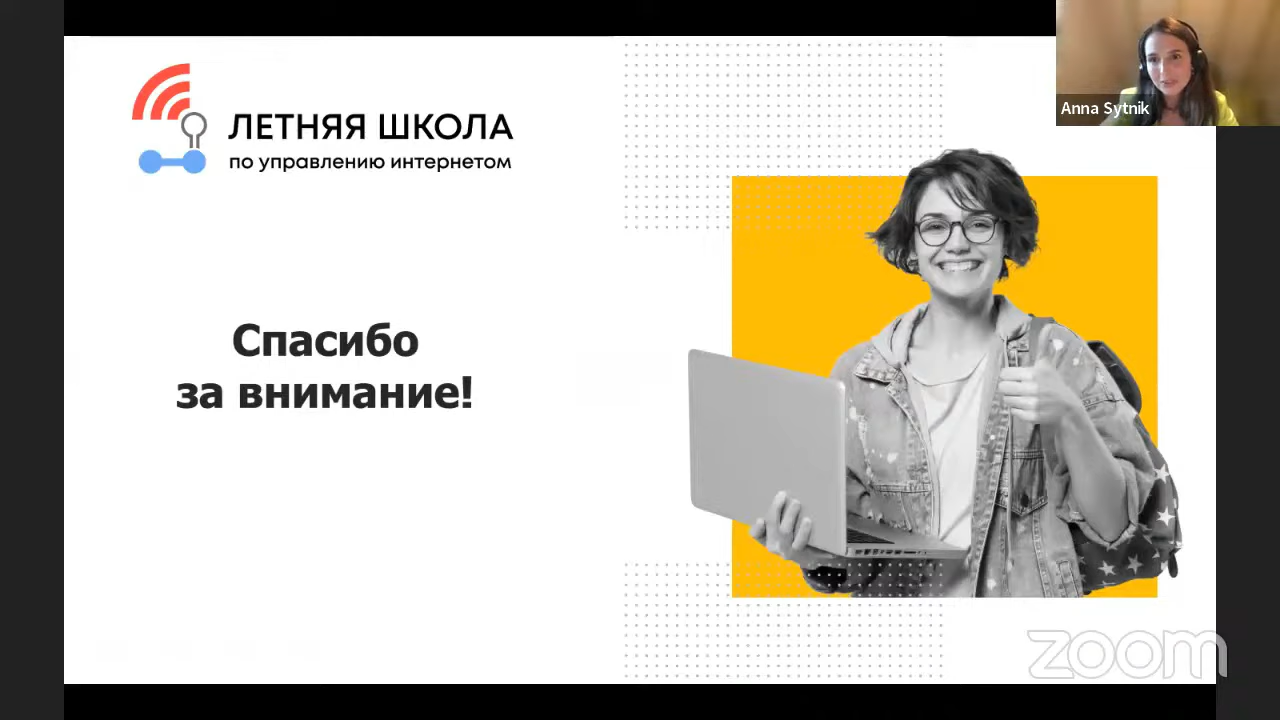 ЛЕТНЯЯ ШКОЛА
по управлению интернетом
Anna Sytnik
Спасибо
за внимание!
zoom